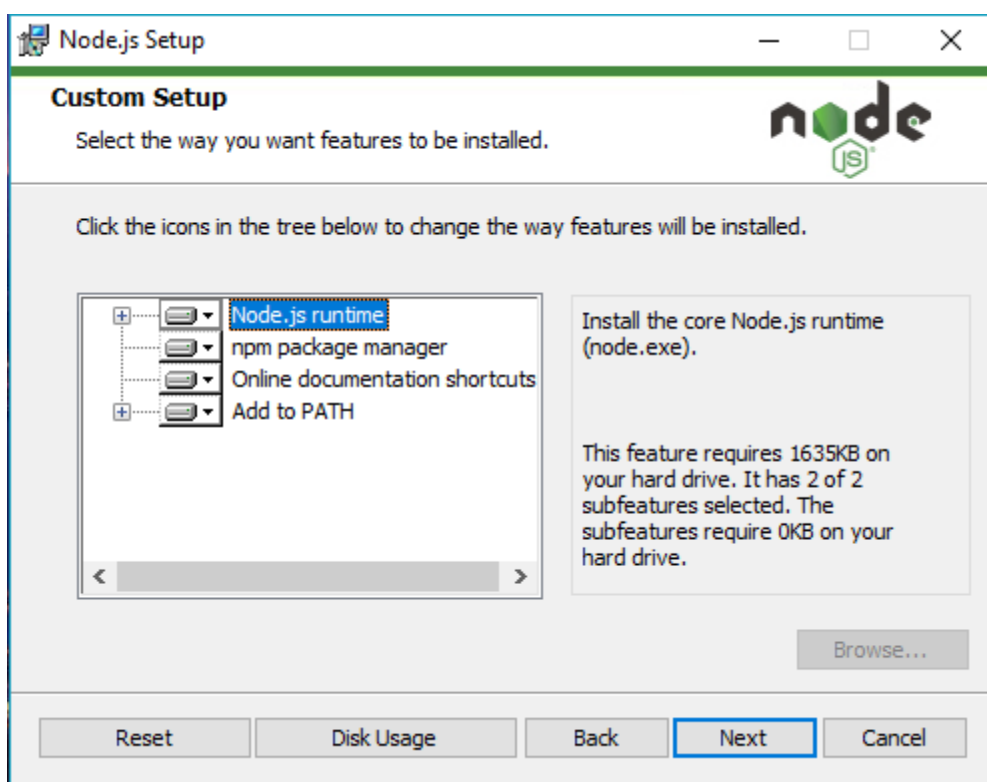 Node.js Setup
Custom Setup
Select the way you want features to be installed.
node
JS
Click the icons in the tree below to change the way features will be installed.
Node.js runtime
npm package manager
Online documentation shortcuts
Add to PATH
Install the core Node.js runtime
(node.exe).
This feature requires 1635KB on
your hard drive. It has 2 of 2
subfeatures selected. The
subfeatures require 0KB on your
hard drive.
Browse...
Reset
Disk Usage
Back
Next
Cancel